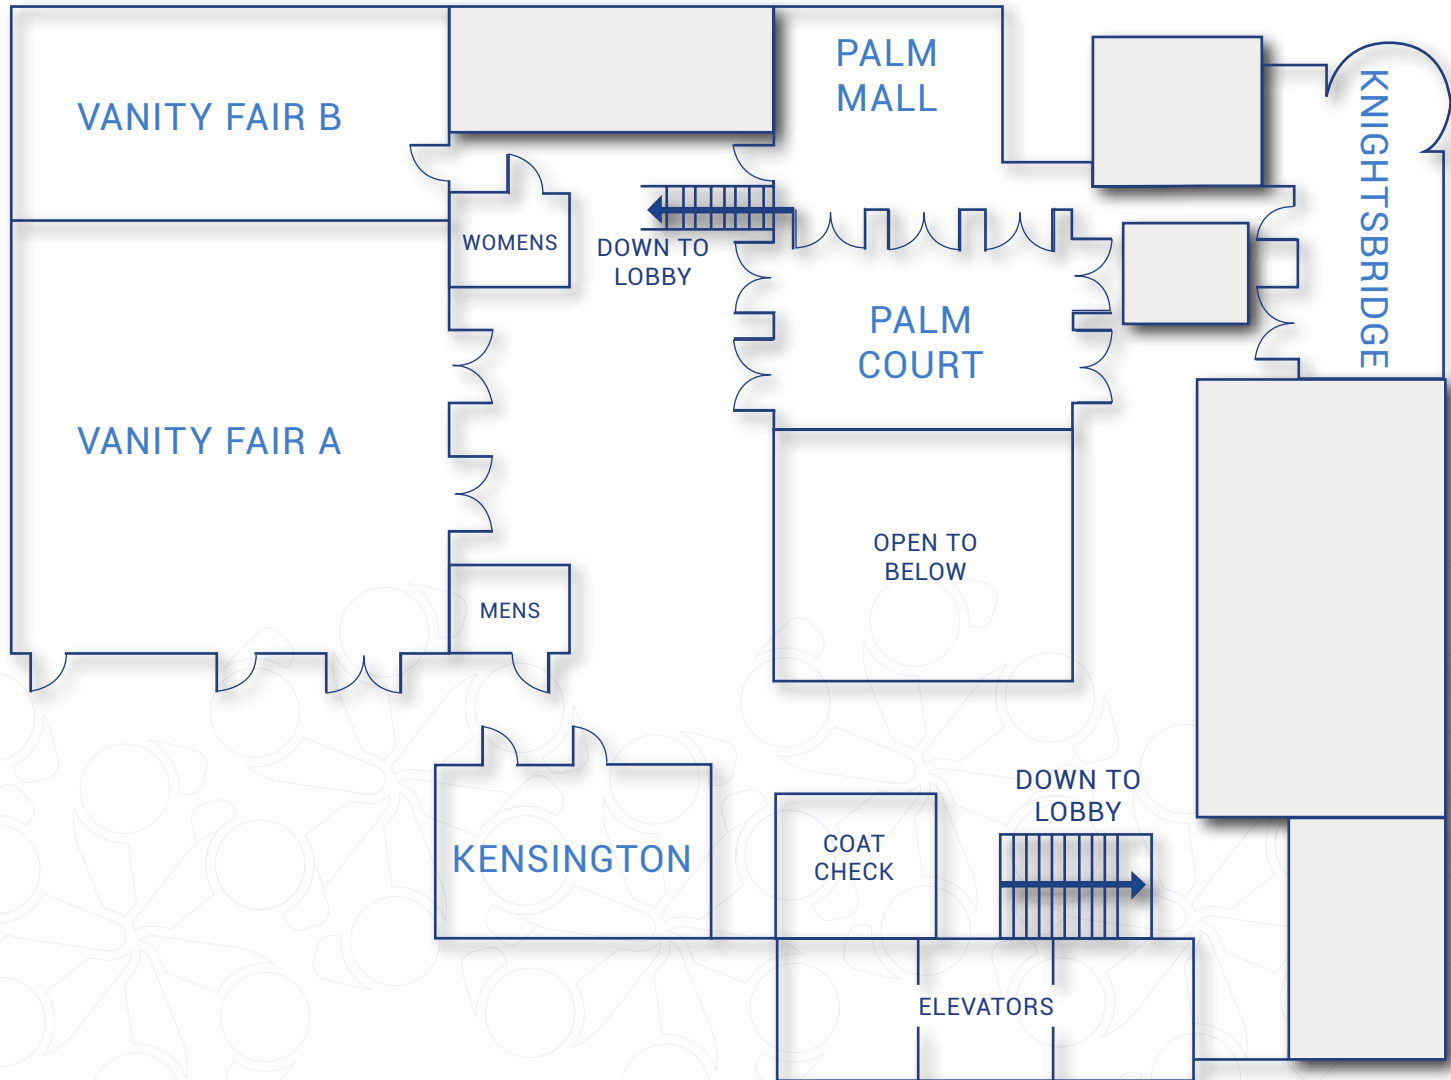 PALM
MALL
VANITY FAIR B
KNIGHTSBRIDGE
WOMENS
DOWN TO
LOBBY
PALM
COURT
VANITY FAIR A
OPEN TO
BELOW
MENS
DOWN TO
LOBBY
COAT
CHECK
KENSINGTON
ELEVATORS